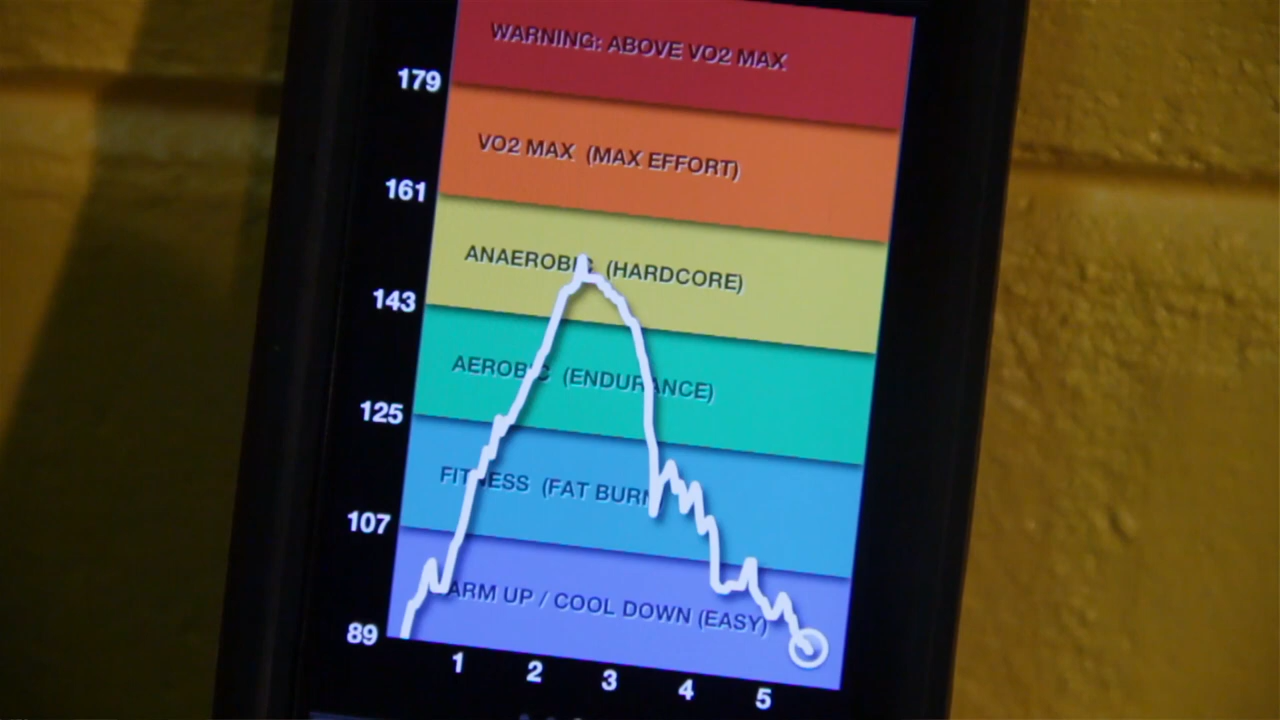 WARNING: ABOVE VO2 MAX
179
VO2 MAX (MAX EFFORT)
161
ANAEROBIC (HARDCORE)
143
AEROBIC (ENDURANCE)
125
FITNESS (FAT BURN
107
WARM UP / COOL DOWN (EASY)
89
1 2 3 4 5